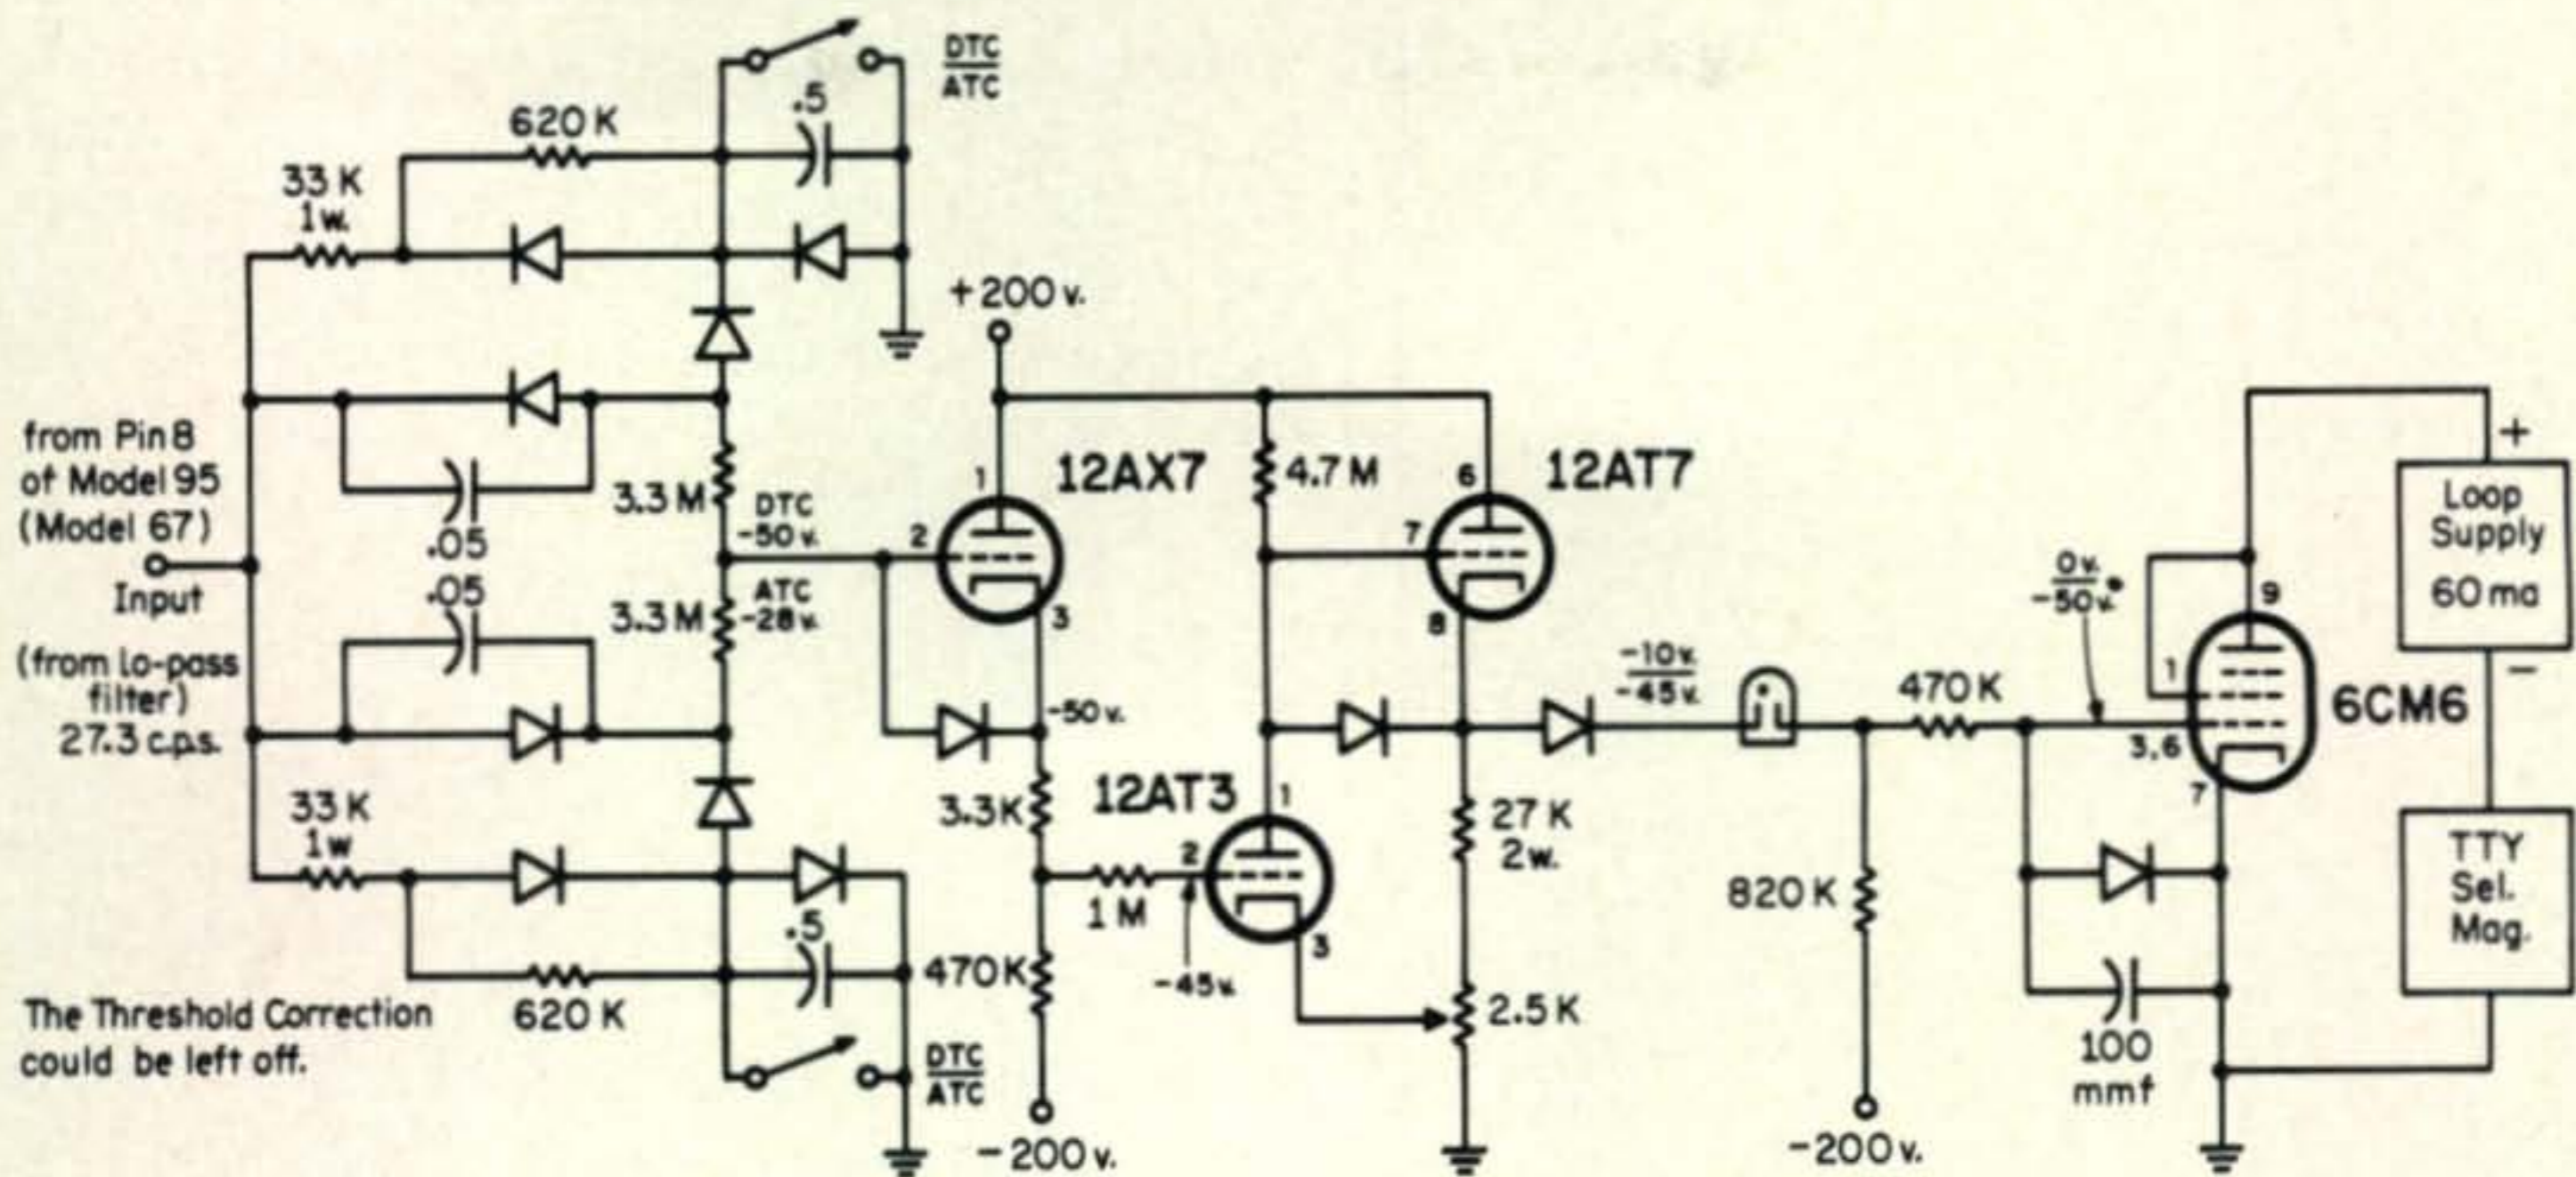 DTC
ATC
.5
620 K
33 K
1w.
+200 v.
from Pin 8
of Model 95
(Model 67)
Input
(from lo-pass
filter)
27.3 c.p.s.
.05
.05
3.3 M
DTC
-50 v.
ATC
-28 v.
3.3 M
1
2
3
12AX7
-50 v.
3.3K
4.7 M
6
7
8
12AT7
12AT3
1
2
3
1 M
-45v.
470K
-200 v.
33 K
1w
620 K
.5
DTC
ATC
The Threshold Correction
could be left off.
27 K
2w.
2.5 K
-10v.
-45v.
470 K
820 K
-200 v.
0v.
-50v.*
9
1
3,6
7
6CM6
100
mmf
+
Loop
Supply
60 ma
−
TTY
Sel.
Mag.